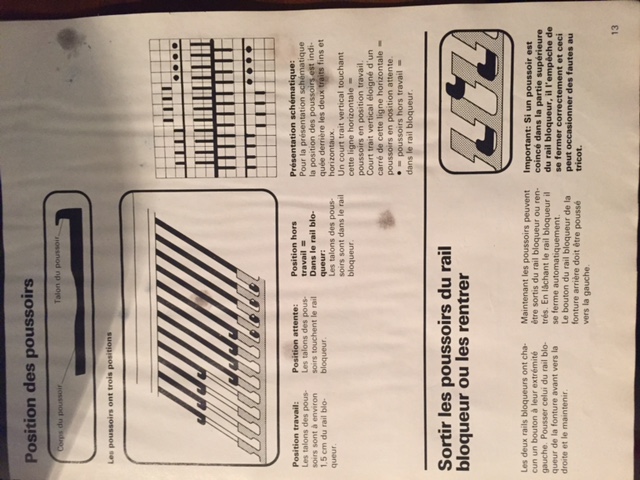 Position des poussoirs
Corps du poussoir
Talon du poussoir
Les poussoirs ont trois positions
Position travail:
Les talons des pous-
soirs sont à environ
1,5 cm du rail blo-
queur.
Position attente:
Les talons des pous-
soirs touchent le rail
bloqueur.
Position hors
travail =
Dans le rail blo-
queur:
Les talons des pous-
soirs sont dans le rail
bloqueur.
Présentation schématique:
Pour la présentation schématique
la position des poussoirs est indi-
quée derrière les deux traits fins et
horizontaux.
Un court trait vertical touchant
cette ligne horizontale =
poussoirs en position travail.
Court trait vertical éloigné d'un
carré de cette ligne horizontale =
poussoirs en position attente.
• = poussoirs hors travail =
dans le rail bloqueur.
Sortir les poussoirs du rail
bloqueur ou les rentrer
Les deux rails bloqueurs ont cha-
cun un bouton à leur extrémité
gauche. Pousser celui du rail blo-
queur de la fonture avant vers la
droite et le maintenir.
Maintenant les poussoirs peuvent
être sortis du rail bloqueur ou ren-
trés. En lâchant le rail bloqueur il
se ferme automatiquement.
Le bouton du rail bloqueur de la
fonture arrière doit être poussé
vers la gauche.
Important: Si un poussoir est
coincé dans la partie supérieure
du rail bloqueur, il l'empêche de
se fermer correctement et ceci
peut occasionner des fautes au
tricot.
13